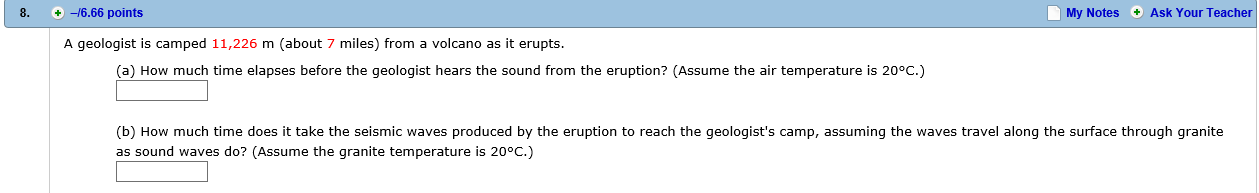 8. –/6.66 points My Notes Ask Your Teacher
A geologist is camped 11,226 m (about 7 miles) from a volcano as it erupts.
(a) How much time elapses before the geologist hears the sound from the eruption? (Assume the air temperature is 20°C.)
(b) How much time does it take the seismic waves produced by the eruption to reach the geologist's camp, assuming the waves travel along the surface through granite
as sound waves do? (Assume the granite temperature is 20°C.)